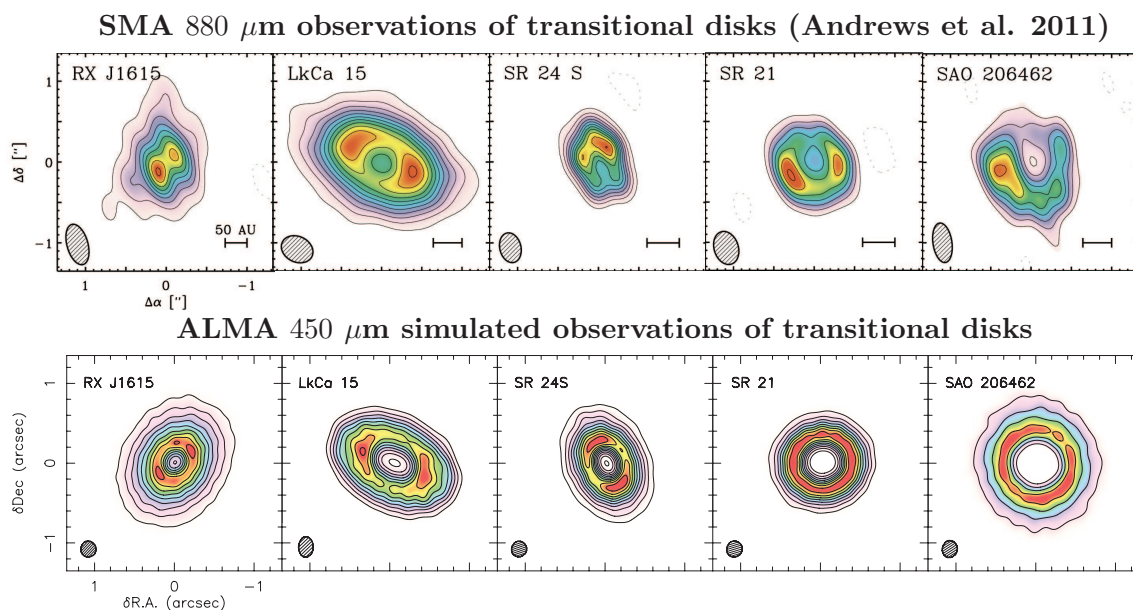 SMA 880 μm observations of transitional disks (Andrews et al. 2011)
RX J1615
LkCa 15
SR 24 S
SR 21
SAO 206462
1
0
-1
Δδ ["]
50 AU
1 0 -1
Δα ["]
ALMA 450 μm simulated observations of transitional disks
RX J1615
LkCa 15
SR 24S
SR 21
SAO 206462
1
0
-1
δDec (arcsec)
1 0 -1
δR.A. (arcsec)